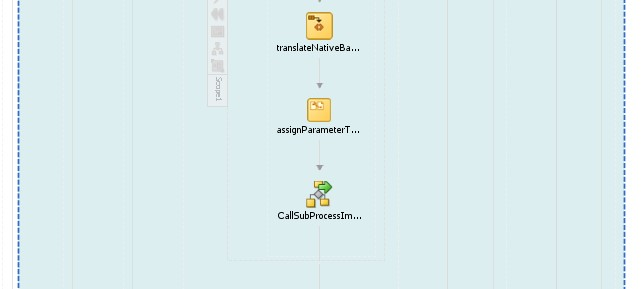 translateNativeBa...
Scope1
assignParameterT...
CallSubProcessIm...